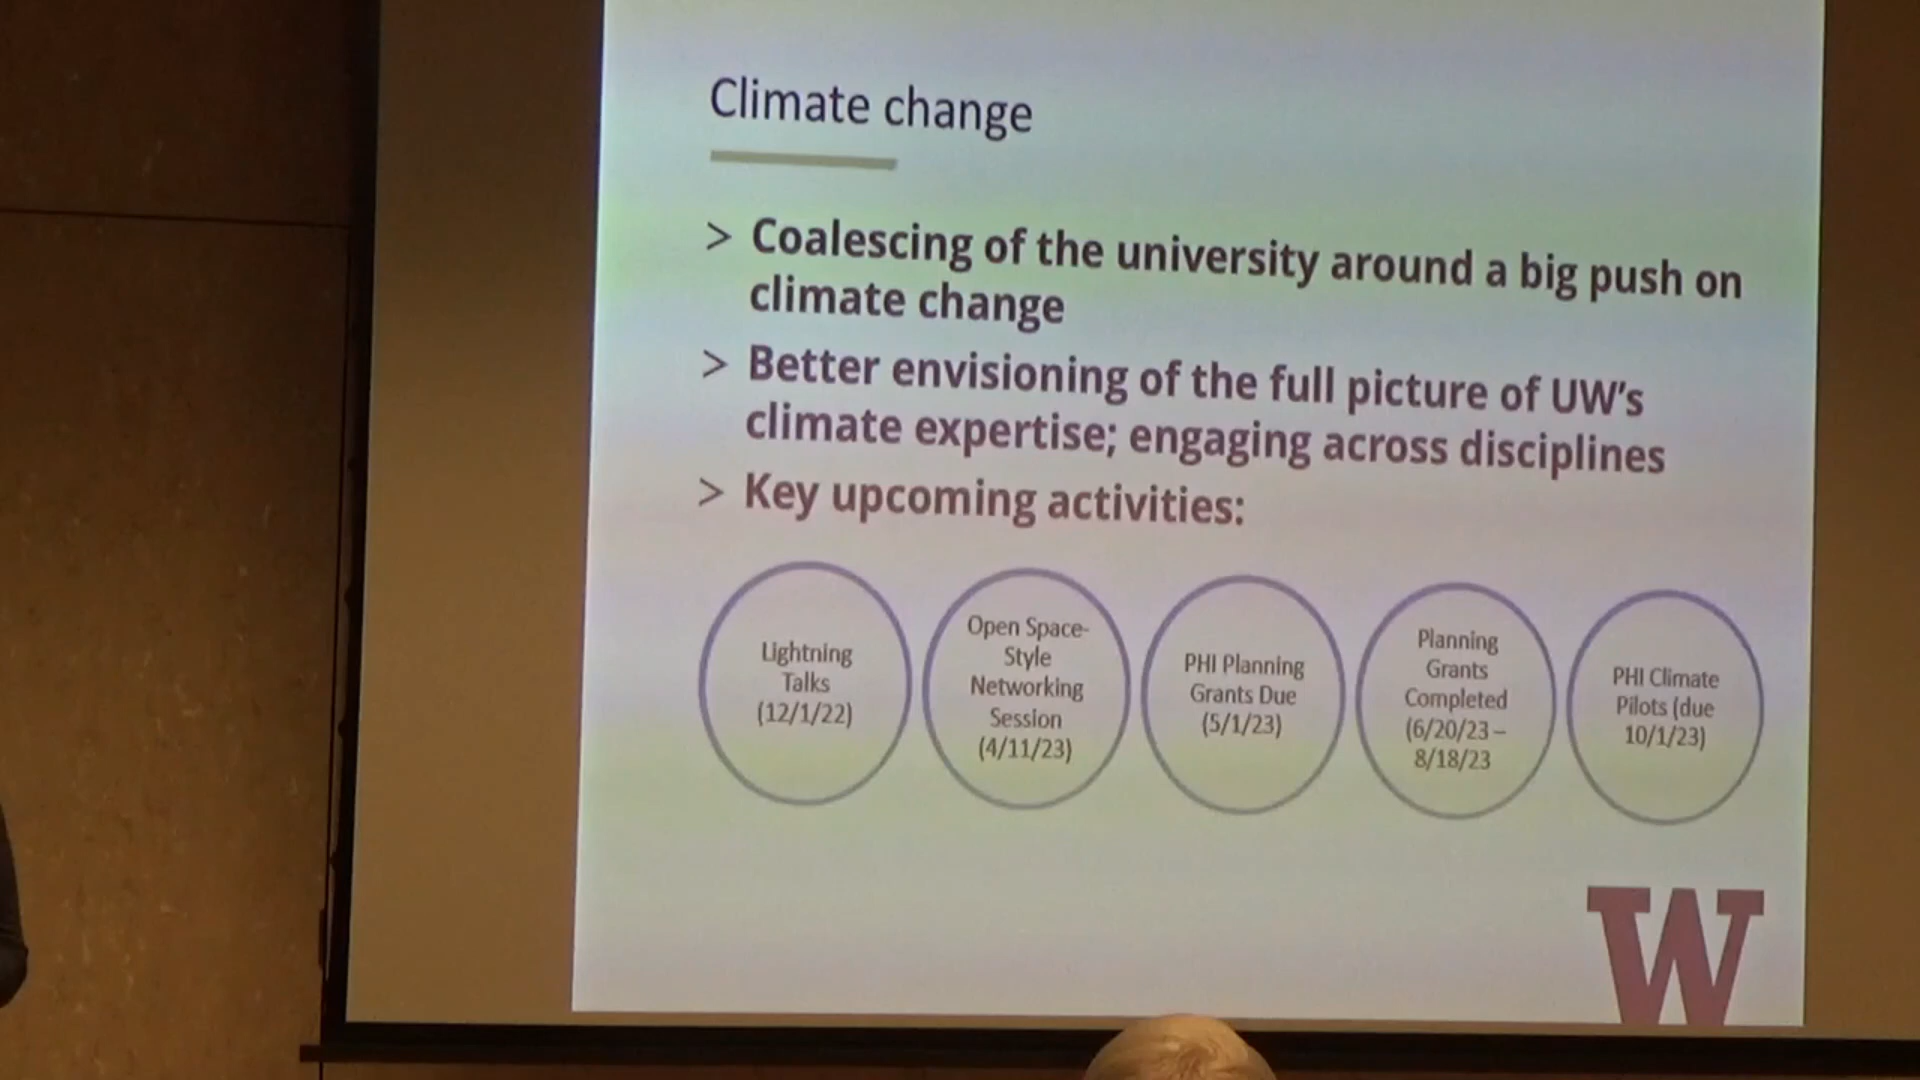 Climate change
> Coalescing of the university around a big push on
climate change
> Better envisioning of the full picture of UW's
climate expertise; engaging across disciplines
> Key upcoming activities:
Lightning
Talks
(12/1/22)
Open Space-
Style
Networking
Session
(4/11/23)
PHI Planning
Grants Due
(5/1/23)
Planning
Grants
Completed
(6/20/23 –
8/18/23
PHI Climate
Pilots (due
10/1/23)
W